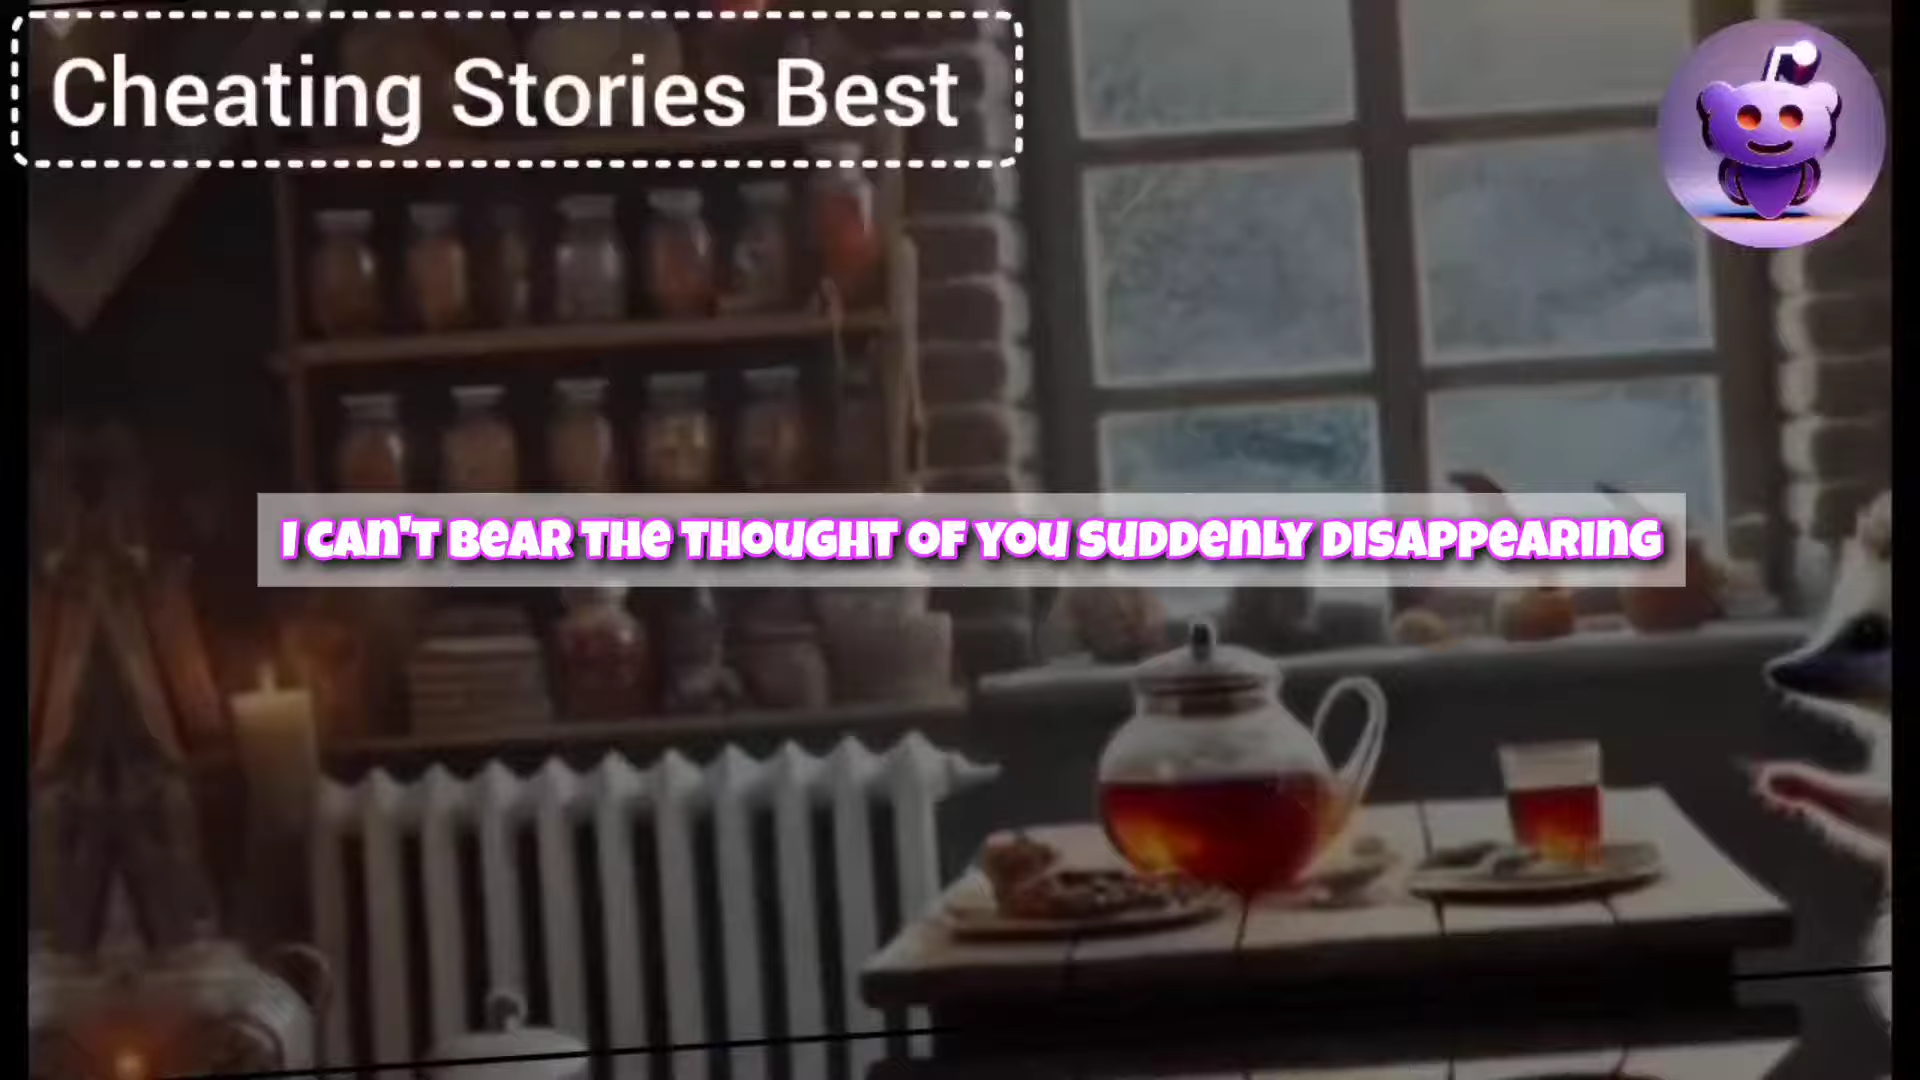 Cheating Stories Best
I can't bear the thought of you suddenly disappearing